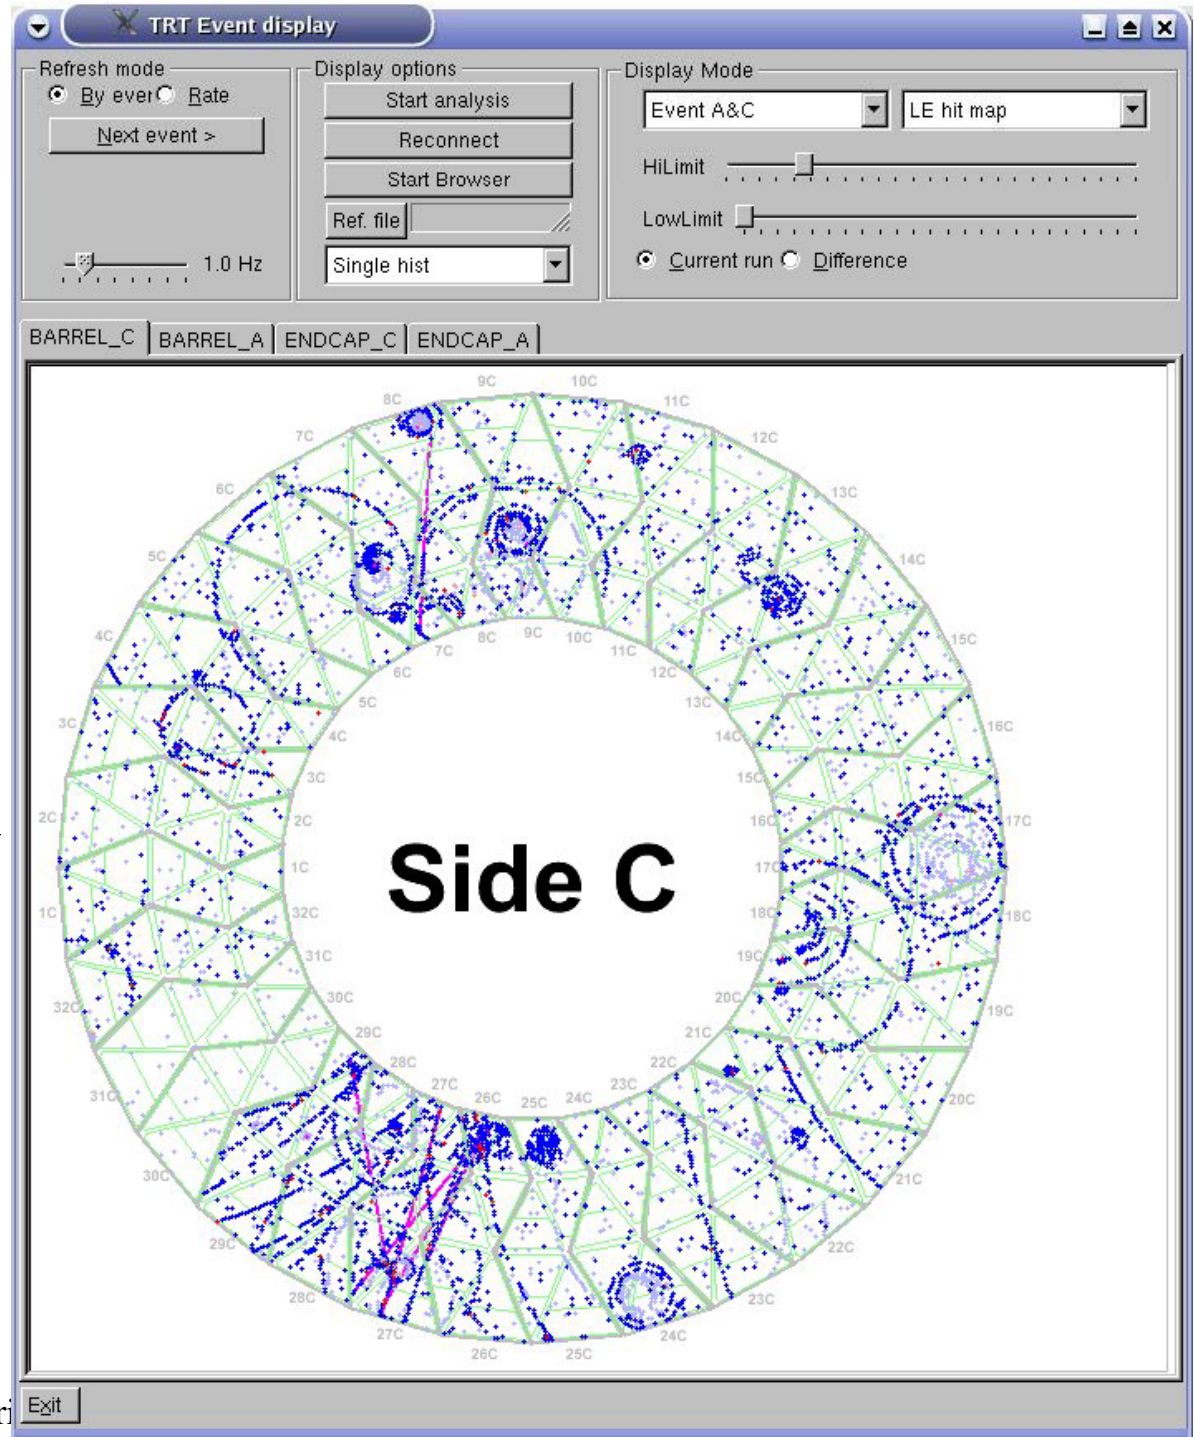 TRT Event display
Refresh mode
By ever Rate
Next event >
1.0 Hz
Display options
Start analysis
Reconnect
Start Browser
Ref. file
Single hist
Display Mode
Event A&C LE hit map
HiLimit
LowLimit
Current run Difference
BARREL_C BARREL_A ENDCAP_C ENDCAP_A
9C 10C
8C 11C
7C 12C
6C 13C
5C 14C
4C 15C
3C 16C
2C 17C
1C 18C
32C 19C
31C 20C
30C 21C
29C 22C
28C 23C
27C 24C
26C 25C
8C 9C 10C
7C 11C
6C 12C
5C 13C
4C 14C
3C 15C
2C 16C
1C 17C
32C 18C
31C 19C
30C 20C
29C 21C
28C 22C
27C 23C
26C 25C 24C
Side C
Exit